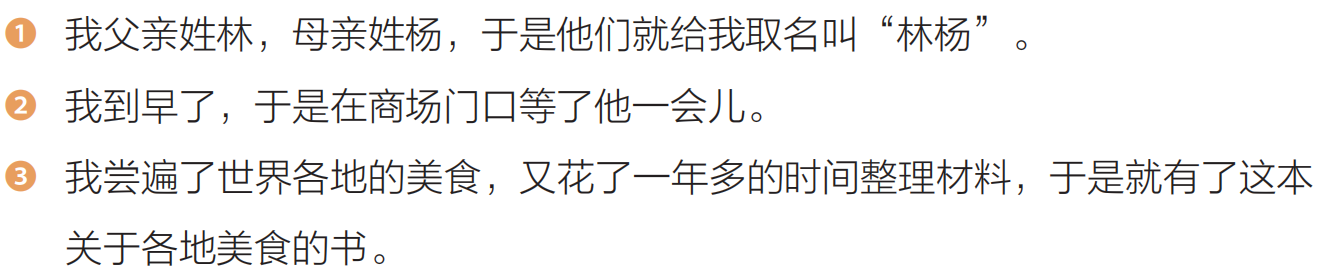 1 我父亲姓林，母亲姓杨，于是他们就给我取名叫“林杨”。
2 我到早了，于是在商场门口等了他一会儿。
3 我尝遍了世界各地的美食，又花了一年多的时间整理材料，于是就有了这本
关于各地美食的书。